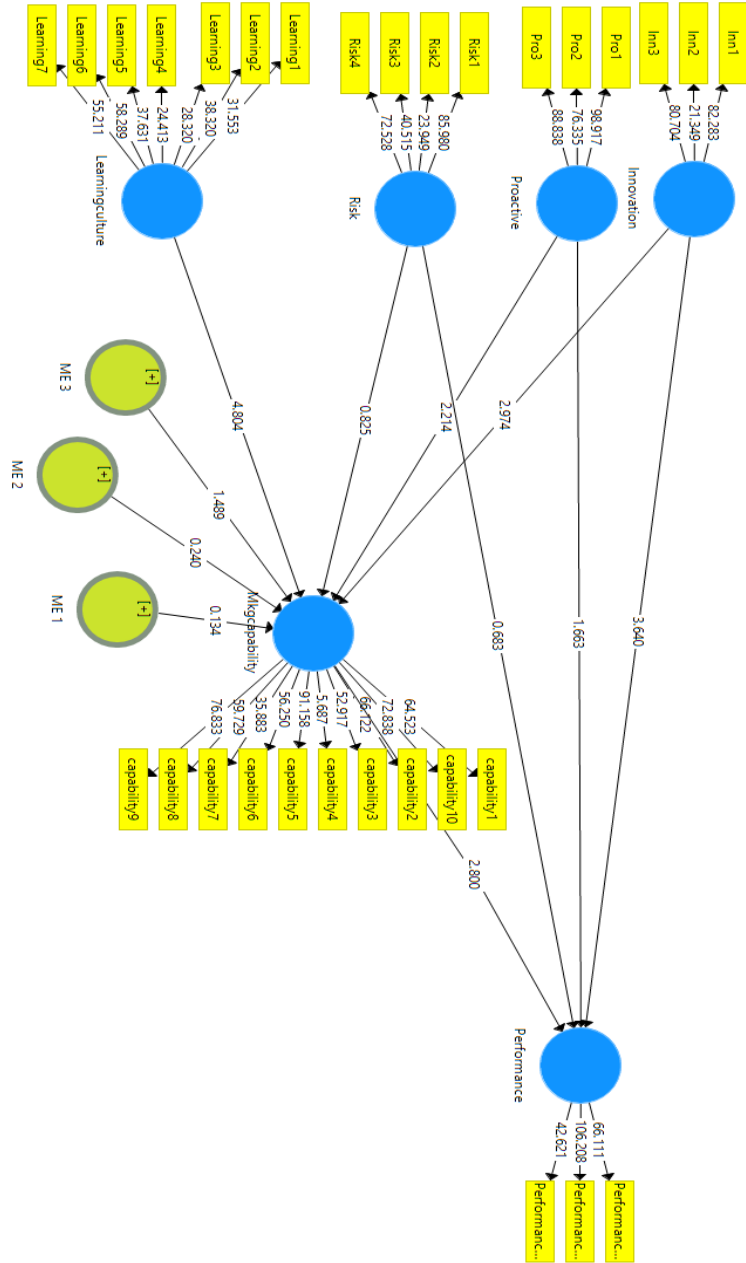 Inn1
Inn2
Inn3
82.283
21.349
80.704
Innovation
Pro1
Pro2
Pro3
98.917
76.335
88.838
Proactive
Risk1
Risk2
Risk3
Risk4
85.980
23.949
40.515
72.528
Risk
Learning1
Learning2
Learning3
Learning4
Learning5
Learning6
Learning7
31.553
38.320
28.320
24.413
37.631
58.289
55.211
Learningculture
3.640
2.974
1.663
2.214
0.683
0.825
4.804
[+]
ME 3
1.489
[+]
ME 2
0.240
[+]
ME 1
0.134
Mkgcapability
64.523
72.838
66.122
52.917
5.687
91.158
56.250
35.883
59.729
76.833
capability1
capability10
capability2
capability3
capability4
capability5
capability6
capability7
capability8
capability9
2.800
Performance
66.111
106.208
42.621
Performanc...
Performanc...
Performanc...